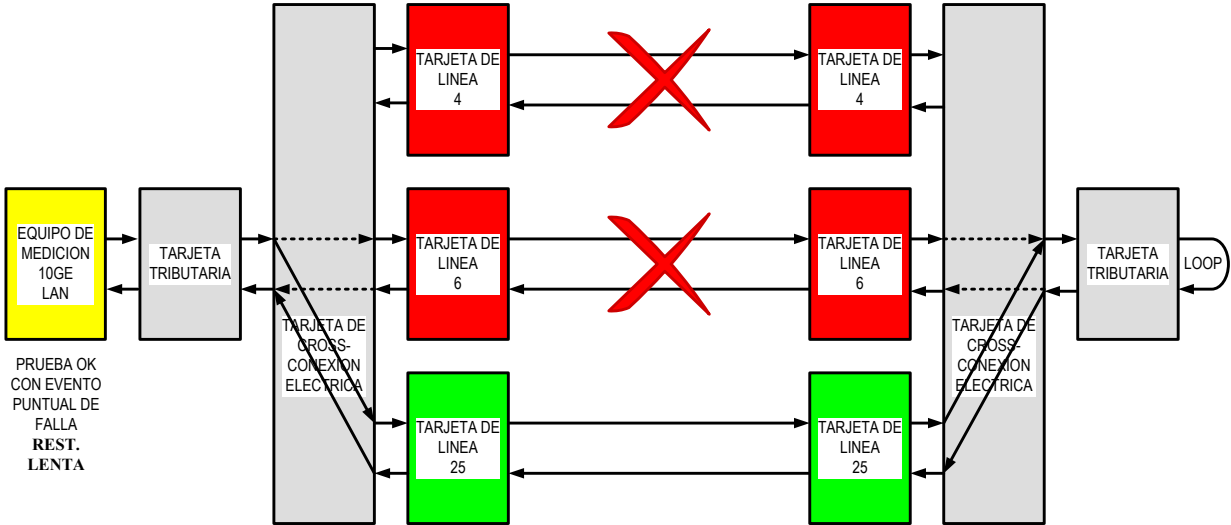 TARJETA DE
LINEA
4
TARJETA DE
LINEA
4
EQUIPO DE
MEDICION
10GE
LAN
TARJETA
TRIBUTARIA
TARJETA DE
LINEA
6
TARJETA DE
LINEA
6
TARJETA
TRIBUTARIA
LOOP
TARJETA DE
CROSS-
CONEXION
ELECTRICA
TARJETA DE
CROSS-
CONEXION
ELECTRICA
PRUEBA OK
CON EVENTO
PUNTUAL DE
FALLA
REST.
LENTA
TARJETA DE
LINEA
25
TARJETA DE
LINEA
25